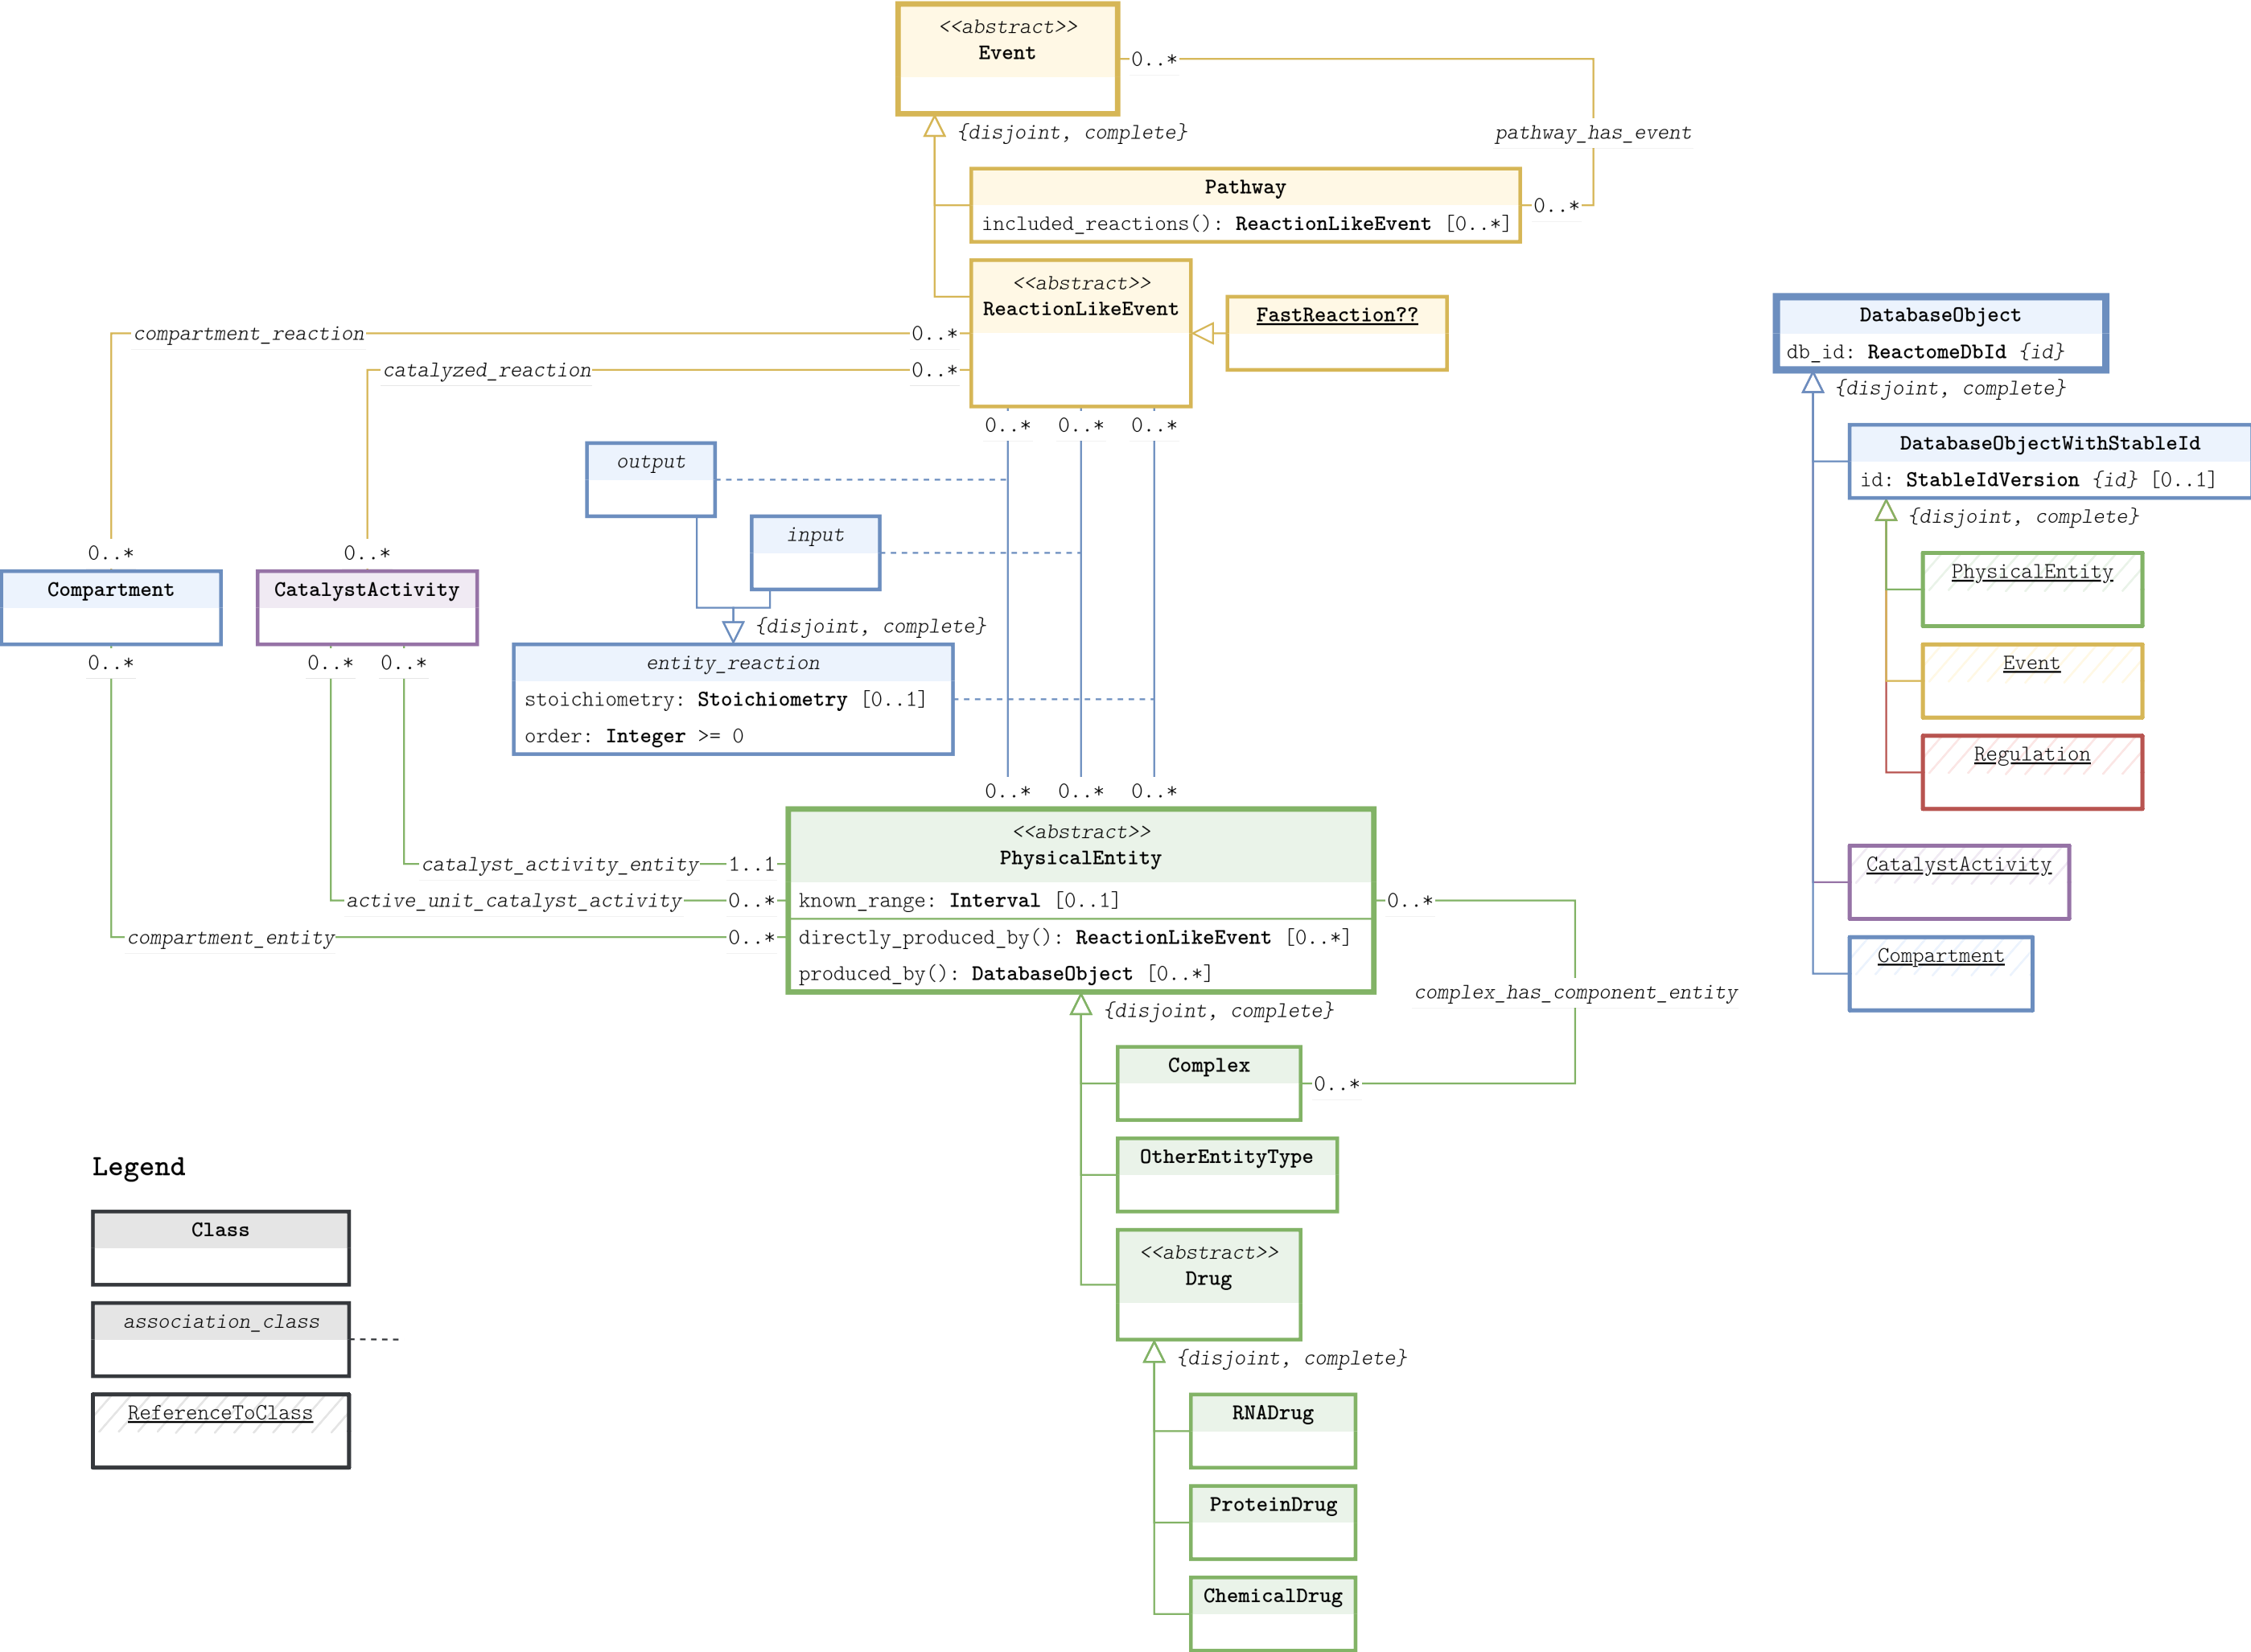 <<abstract>>
Event
0..*
{disjoint, complete}
pathway_has_event
Pathway
0..*
included_reactions(): ReactionLikeEvent [0..*]
<<abstract>>
ReactionLikeEvent
FastReaction??
compartment_reaction
0..*
catalyzed_reaction
0..*
0..*
0..*
0..*
output
input
0..*
0..*
Compartment
CatalystActivity
{disjoint, complete}
0..*
0..*
0..*
entity_reaction
stoichiometry: Stoichiometry [0..1]
order: Integer >= 0
0..*
0..*
0..*
<<abstract>>
PhysicalEntity
catalyst_activity_entity
1..1
active_unit_catalyst_activity
0..*
known_range: Interval [0..1]
0..*
compartment_entity
0..*
directly_produced_by(): ReactionLikeEvent [0..*]
produced_by(): DatabaseObject [0..*]
complex_has_component_entity
{disjoint, complete}
Complex
0..*
OtherEntityType
<<abstract>>
Drug
{disjoint, complete}
RNADrug
ProteinDrug
ChemicalDrug
DatabaseObject
db_id: ReactomeDbId {id}
{disjoint, complete}
DatabaseObjectWithStableId
id: StableIdVersion {id} [0..1]
{disjoint, complete}
PhysicalEntity
Event
Regulation
CatalystActivity
Compartment
Legend
Class
association_class
ReferenceToClass